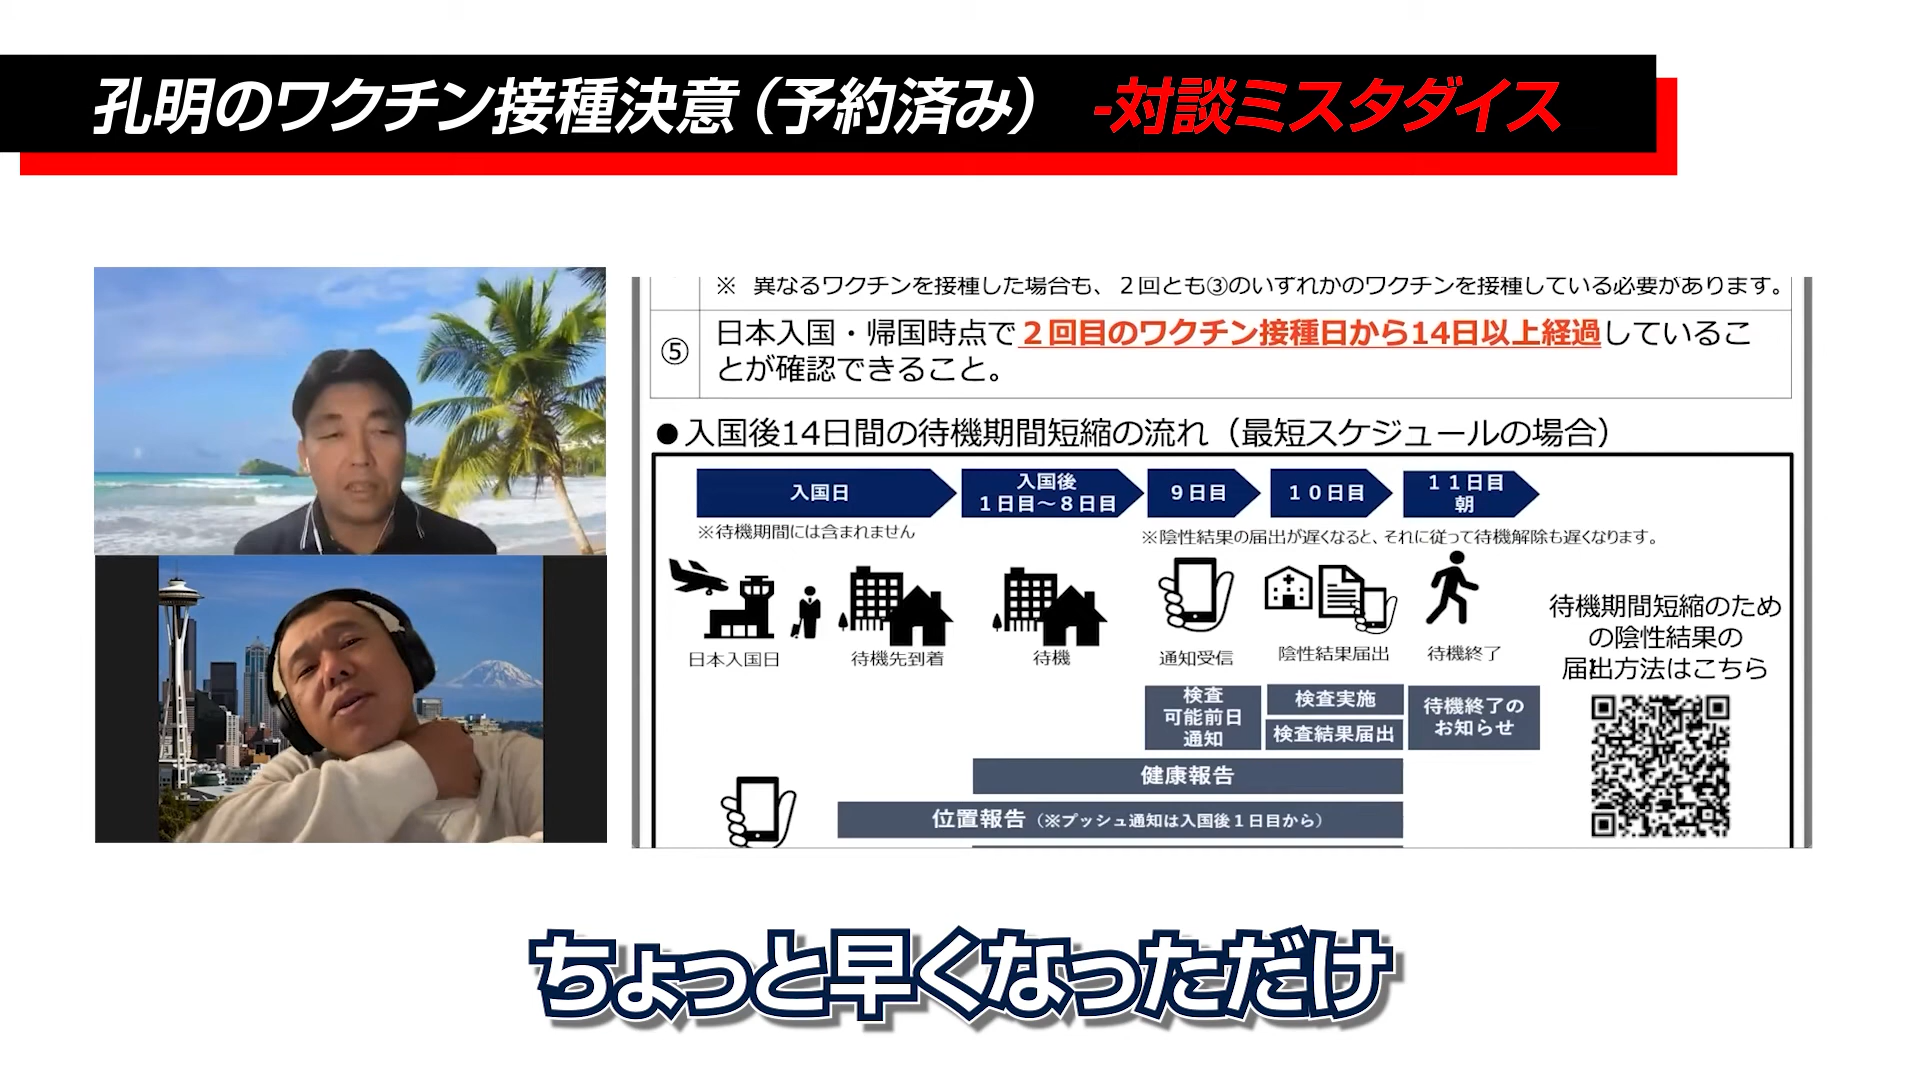 孔明のワクチン接種決意（予約済み） -対談ミスタダイス
※ 異なるワクチンを接種した場合も、２回とも③のいずれかのワクチンを接種している必要があります。
⑤ 日本入国・帰国時点で２回目のワクチン接種日から14日以上経過しているこ
とが確認できること。
●入国後14日間の待機期間短縮の流れ（最短スケジュールの場合）
入国日
入国後
１日目～８日目
９日目
１０日目
１１日目
朝
※待機期間には含まれません
※陰性結果の届出が遅くなると、それに従って待機解除も遅くなります。
日本入国日
待機先到着
待機
通知受信
陰性結果届出
待機終了
待機期間短縮のため
の陰性結果の
届出方法はこちら
検査
可能前日
通知
検査実施
検査結果届出
待機終了の
お知らせ
健康報告
位置報告（※プッシュ通知は入国後１日目から）
ちょっと早くなっただけ